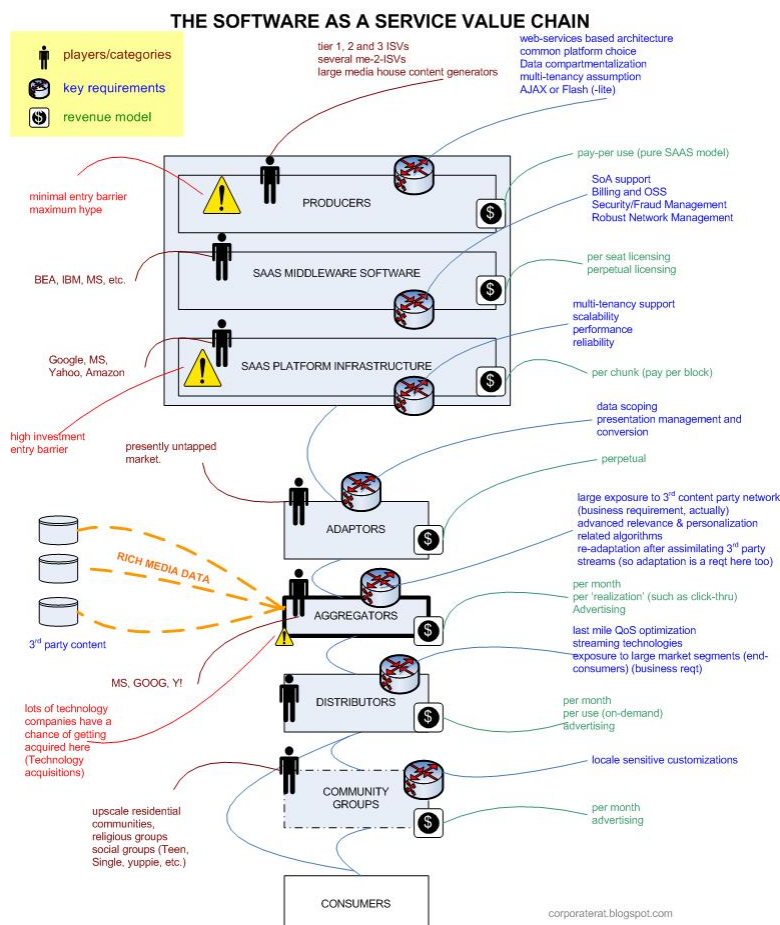 THE SOFTWARE AS A SERVICE VALUE CHAIN
players/categories
key requirements
revenue model
tier 1, 2 and 3 ISVs
several me-2-ISVs
large media house content generators
web-services based architecture
common platform choice
Data compartmentalization
multi-tenancy assumption
AJAX or Flash (-lite)
minimal entry barrier
maximum hype
PRODUCERS
pay-per use (pure SAAS model)
SoA support
Billing and OSS
Security/Fraud Management
Robust Network Management
BEA, IBM, MS, etc.
SAAS MIDDLEWARE SOFTWARE
per seat licensing
perpetual licensing
multi-tenancy support
scalability
performance
reliability
Google, MS,
Yahoo, Amazon
SAAS PLATFORM INFRASTRUCTURE
per chunk (pay per block)
high investment
entry barrier
data scoping
presentation management and
conversion
presently untapped
market.
ADAPTORS
perpetual
large exposure to 3rd content party network
(business requirement, actually)
advanced relevance & personalization
related algorithms
re-adaptation after assimilating 3rd party
streams (so adaptation is a reqt here too)
RICH MEDIA DATA
3rd party content
AGGREGATORS
per month
per 'realization' (such as click-thru)
Advertising
MS, GOOG, Y!
last mile QoS optimization
streaming technologies
exposure to large market segments (end-
consumers) (business reqt)
lots of technology
companies have a
chance of getting
acquired here
(Technology
acquisitions)
DISTRIBUTORS
per month
per use (on-demand)
advertising
locale sensitive customizations
COMMUNITY
GROUPS
per month
advertising
upscale residential
communities,
religious groups
social groups (Teen,
Single, yuppie, etc.)
CONSUMERS
corporaterat.blogspot.com